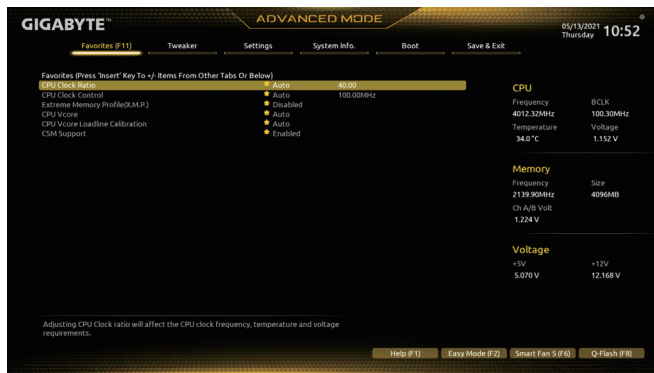 GIGABYTE™
ADVANCED MODE
05/13/2021
Thursday
10:52
Favorites (F11) Tweaker Settings System Info. Boot Save & Exit
Favorites (Press 'Insert' Key To +/- Items From Other Tabs Or Below)
CPU Clock Ratio Auto 40.00
CPU Clock Control Auto 100.00MHz
Extreme Memory Profile(X.M.P.) Disabled
CPU Vcore Auto
CPU Vcore Loadline Calibration Auto
CSM Support Enabled
CPU
Frequency BCLK
4012.32MHz 100.30MHz
Temperature Voltage
34.0 °C 1.152 V
Memory
Frequency Size
2139.90MHz 4096MB
Ch A/B Volt
1.224 V
Voltage
+5V +12V
5.070 V 12.168 V
Adjusting CPU Clock ratio will affect the CPU clock frequency, temperature and voltage
requirements.
Help (F1) Easy Mode (F2) Smart Fan 5 (F6) Q-Flash (F8)